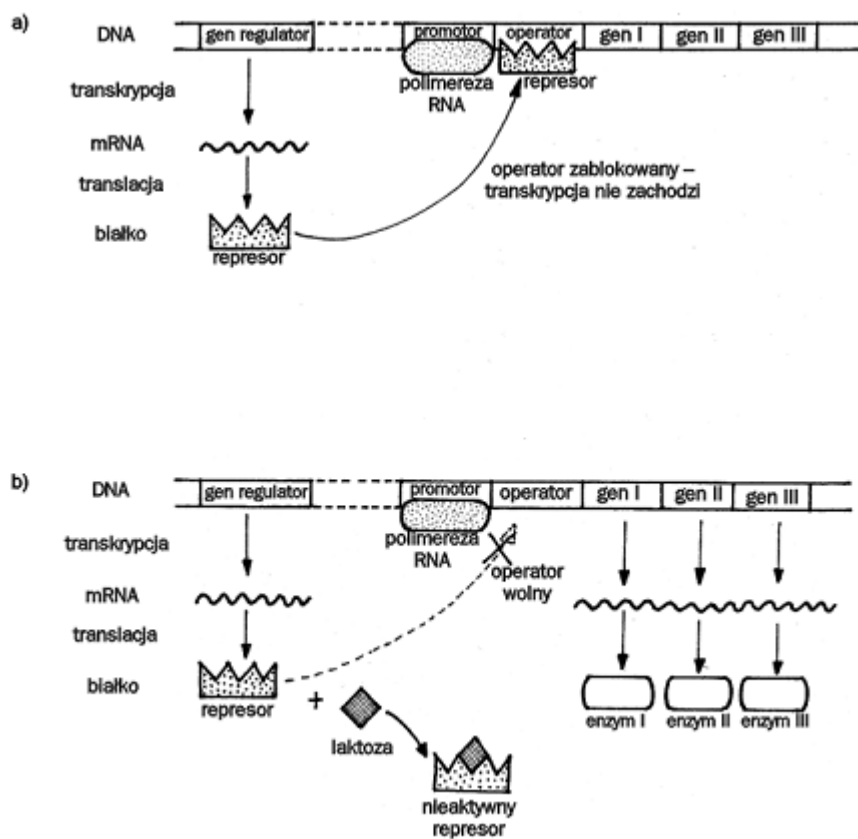 a)
DNA
gen regulator
promotor
operator
gen I
gen II
gen III
polimereza
RNA
represor
transkrypcja
mRNA
translacja
operator zablokowany –
transkrypcja nie zachodzi
białko
represor
b)
DNA
gen regulator
promotor
operator
gen I
gen II
gen III
polimereza
RNA
operator
wolny
transkrypcja
mRNA
translacja
białko
represor
+
laktoza
nieaktywny
represor
enzym I
enzym II
enzym III